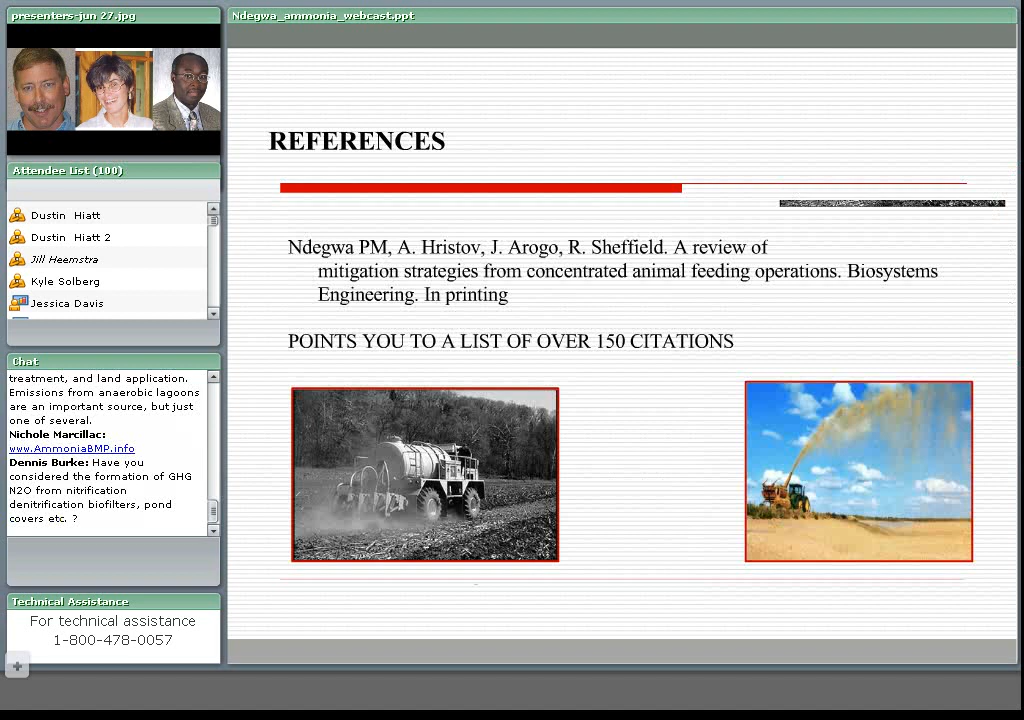 presenters-jun 27.jpg
Ndegwa_ammonia_webcast.ppt
Attendee List (100)
Dustin Hiatt
Dustin Hiatt 2
Jill Heemstra
Kyle Solberg
Jessica Davis
Chat
treatment, and land application.
Emissions from anaerobic lagoons
are an important source, but just
one of several.
Nichole Marcillac:
www.AmmoniaBMP.info
Dennis Burke: Have you
considered the formation of GHG
N2O from nitrification
denitrification biofilters, pond
covers etc. ?
Technical Assistance
For technical assistance
1-800-478-0057
REFERENCES
Ndegwa PM, A. Hristov, J. Arogo, R. Sheffield. A review of
mitigation strategies from concentrated animal feeding operations. Biosystems
Engineering. In printing
POINTS YOU TO A LIST OF OVER 150 CITATIONS